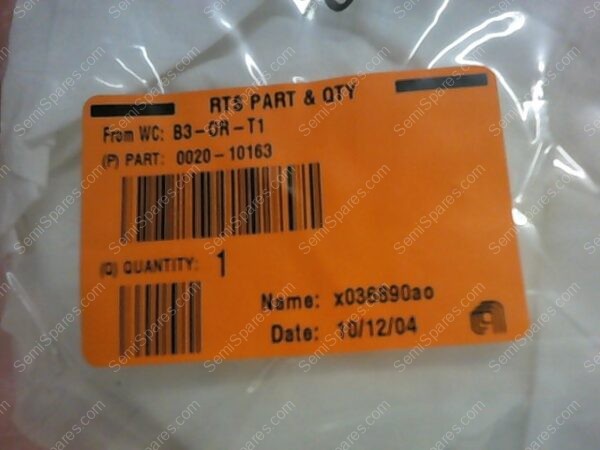 RTS PART & QTY
From WC: B3-OR-T1
(P) PART: 0020-10163
(Q) QUANTITY: 1
Name: x036690ao
Date: 10/12/04
SemiSpares.com